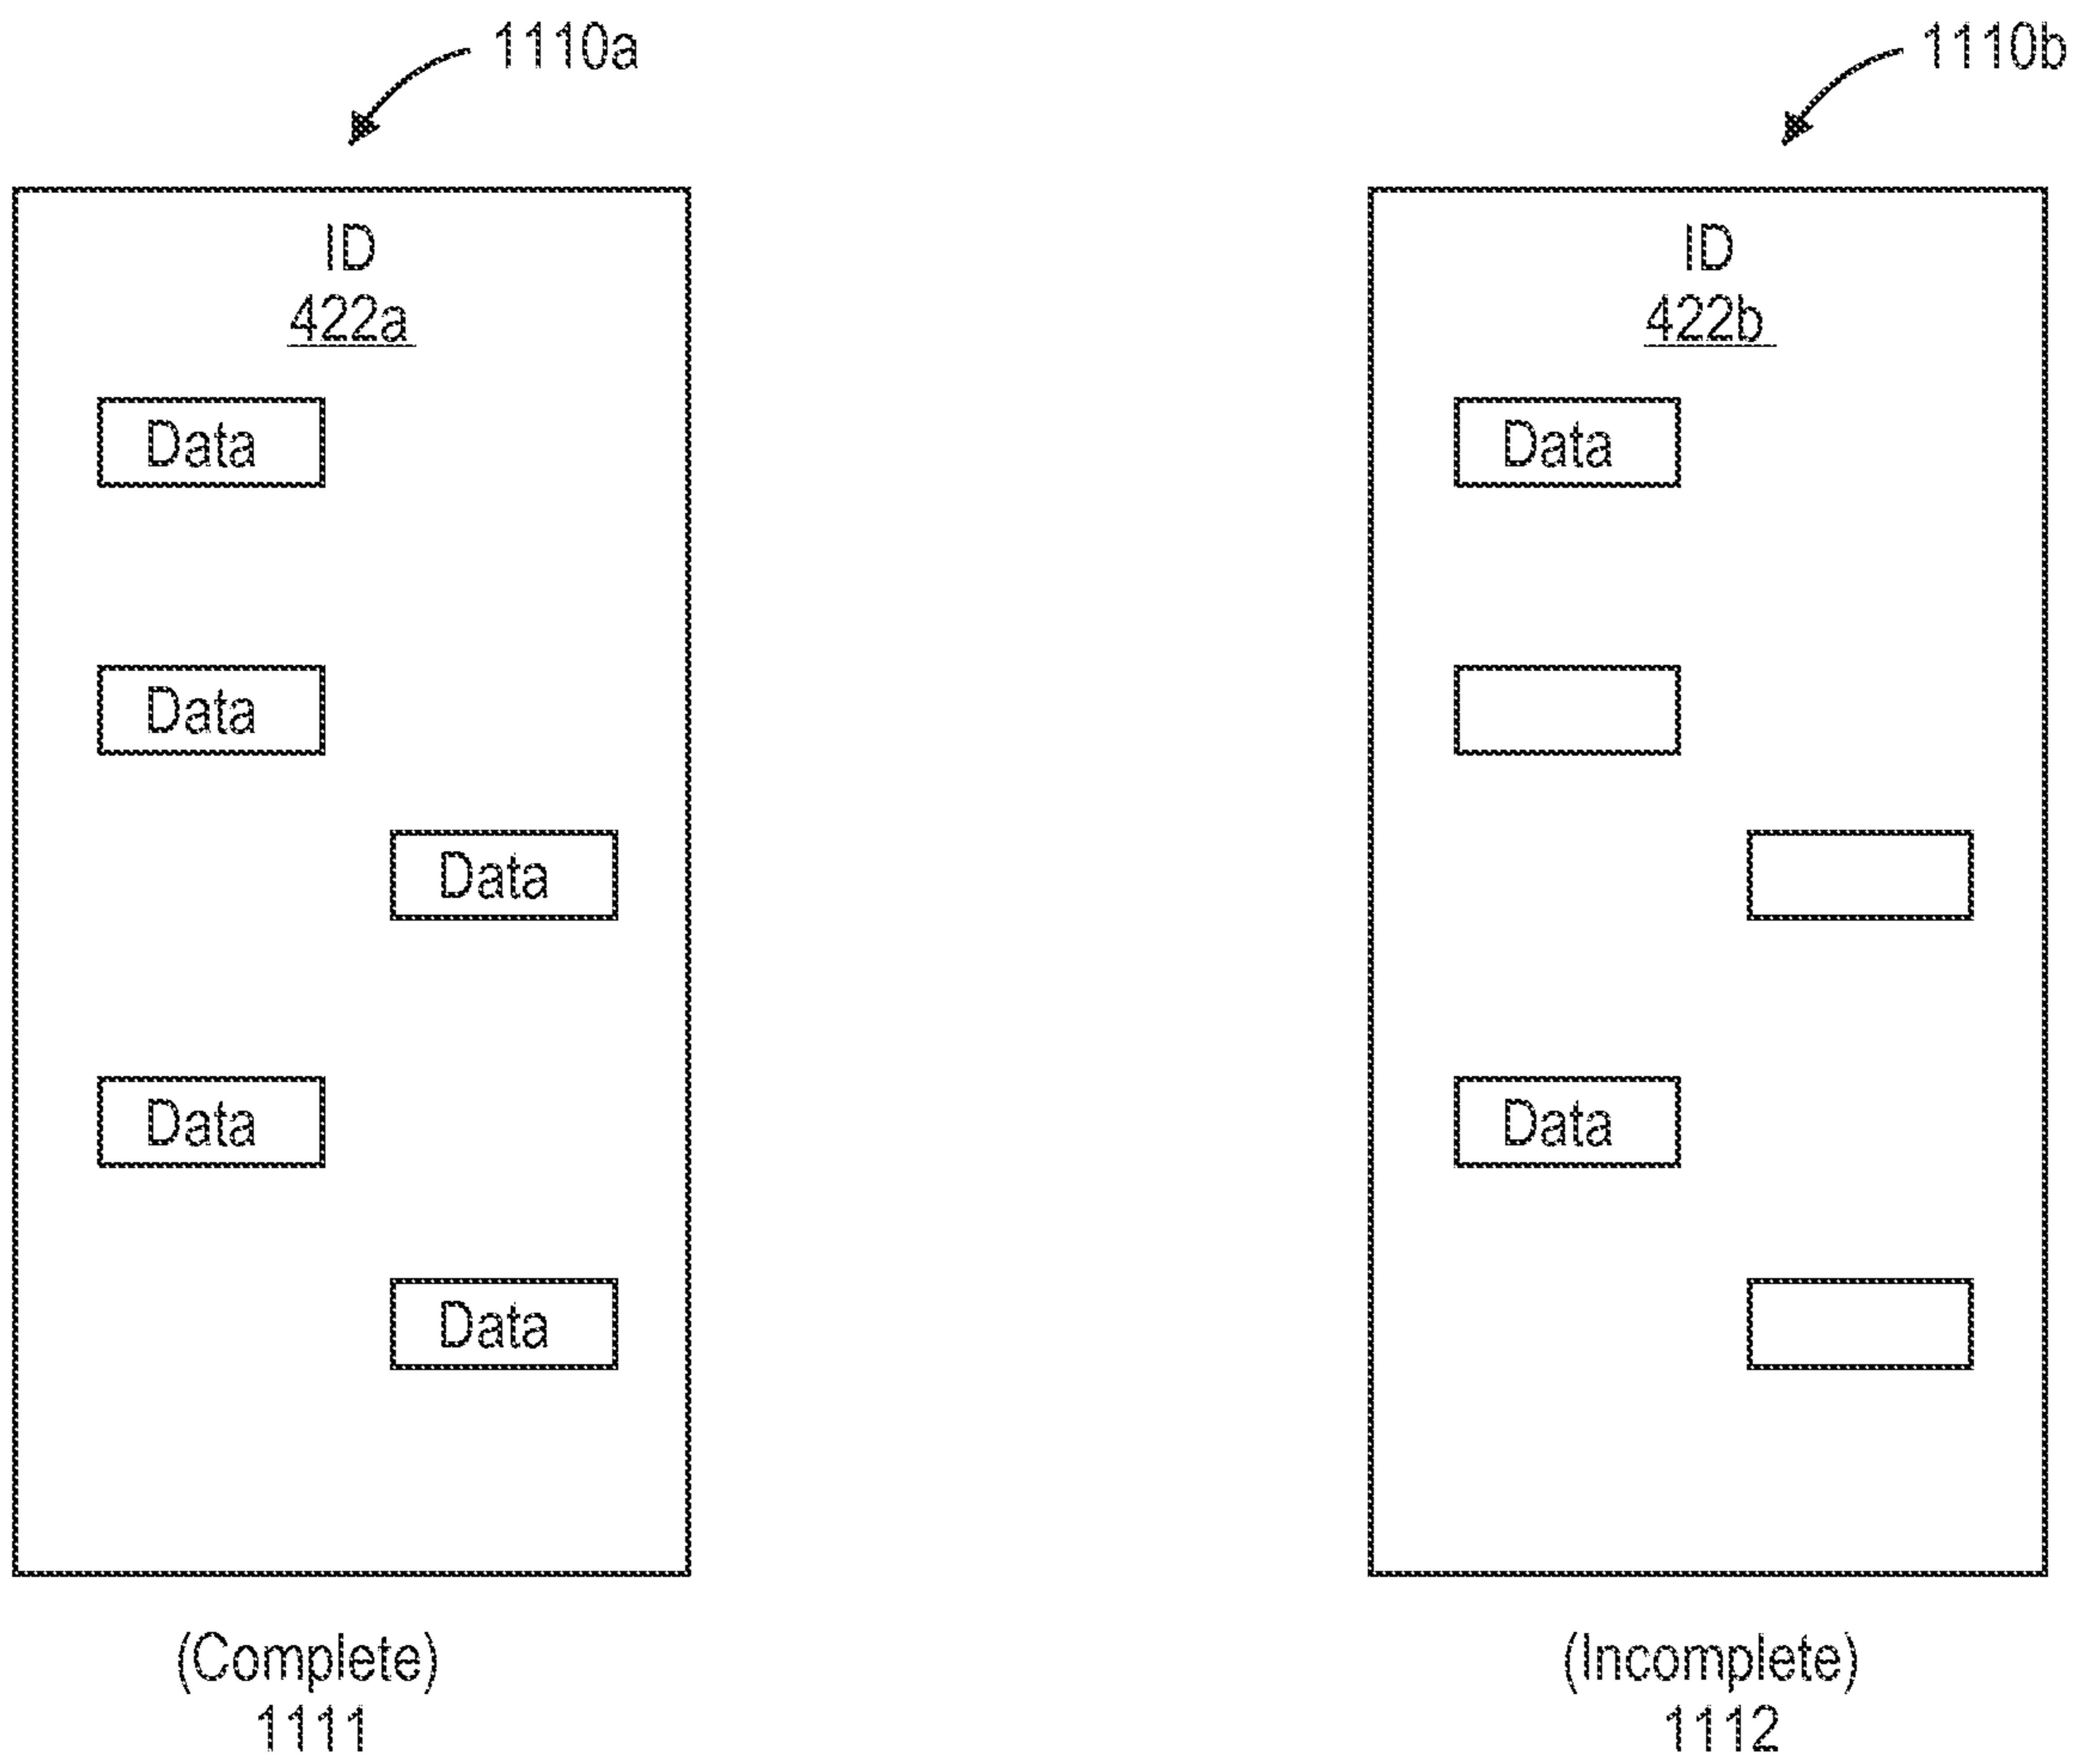 1110a
ID
422a
Data
Data
Data
Data
Data
(Complete)
1111
1110b
ID
422b
Data
Data
(Incomplete)
1112